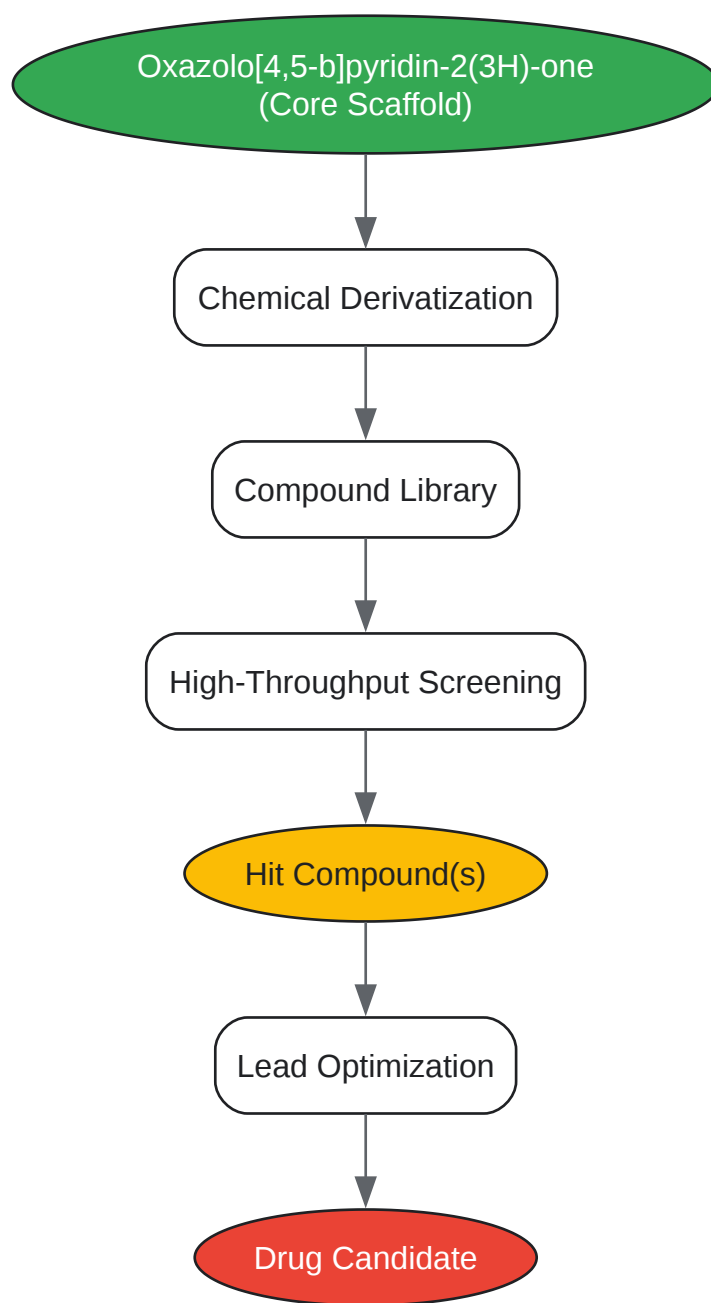 Oxazolo[4,5-b]pyridin-2(3H)-one
(Core Scaffold)
Chemical Derivatization
Compound Library
High-Throughput Screening
Hit Compound(s)
Lead Optimization
Drug Candidate